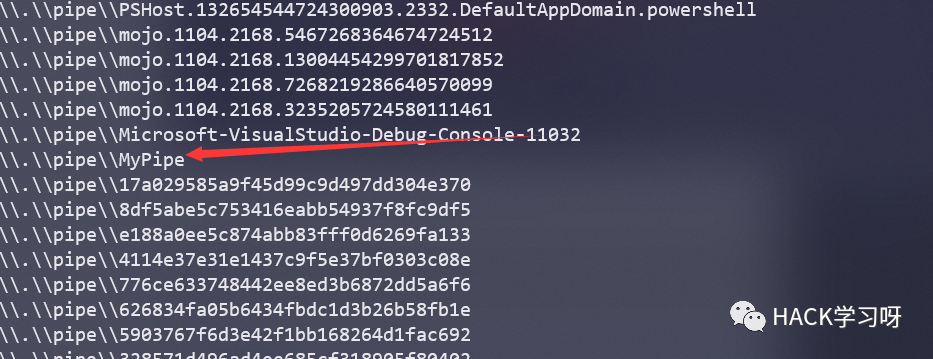 \\.\\pipe\\PSHost.132654544724300903.2332.DefaultAppDomain.powershell
\\.\\pipe\\mojo.1104.2168.5467268364674724512
\\.\\pipe\\mojo.1104.2168.13004454299701817852
\\.\\pipe\\mojo.1104.2168.7268219286640570099
\\.\\pipe\\mojo.1104.2168.3235205724580111461
\\.\\pipe\\Microsoft-VisualStudio-Debug-Console-11032
\\.\\pipe\\MyPipe
\\.\\pipe\\17a029585a9f45d99c9d497dd304e370
\\.\\pipe\\8df5abe5c753416eabb54937f8fc9df5
\\.\\pipe\\e188a0ee5c874abb83fff0d6269fa133
\\.\\pipe\\4114e37e31e1437c9f5e37bf0303c08e
\\.\\pipe\\776ce633748442ee8ed3b6872dd5a6f6
\\.\\pipe\\626834fa05b6434fbdc1d3b26b58fb1e
\\.\\pipe\\5903767f6d3e42f1bb168264d1fac692
HACK学习呀